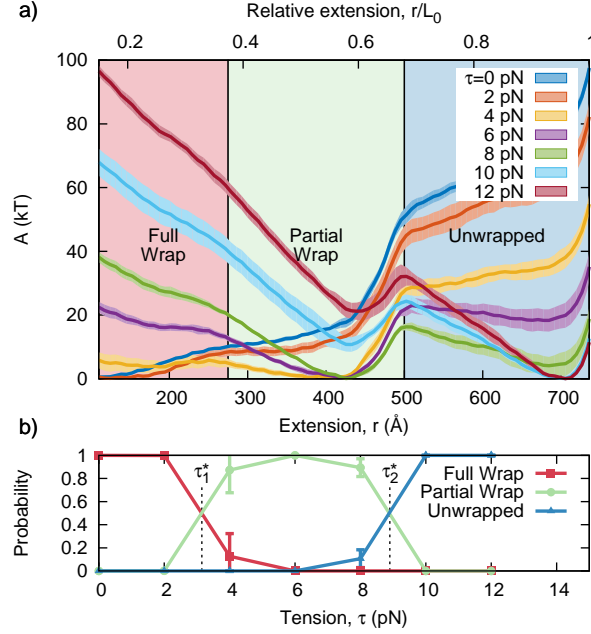 a)
Relative extension, r/L0
0.2 0.4 0.6 0.8 1
100
80
60
40
20
0
A (kT)
τ=0 pN
2 pN
4 pN
6 pN
8 pN
10 pN
12 pN
Full Wrap
Partial Wrap
Unwrapped
200 300 400 500 600 700
Extension, r (Å)
b)
1
0.8
0.6
0.4
0.2
0
Probability
τ*1
τ*2
Full Wrap
Partial Wrap
Unwrapped
0 2 4 6 8 10 12 14
Tension, τ (pN)